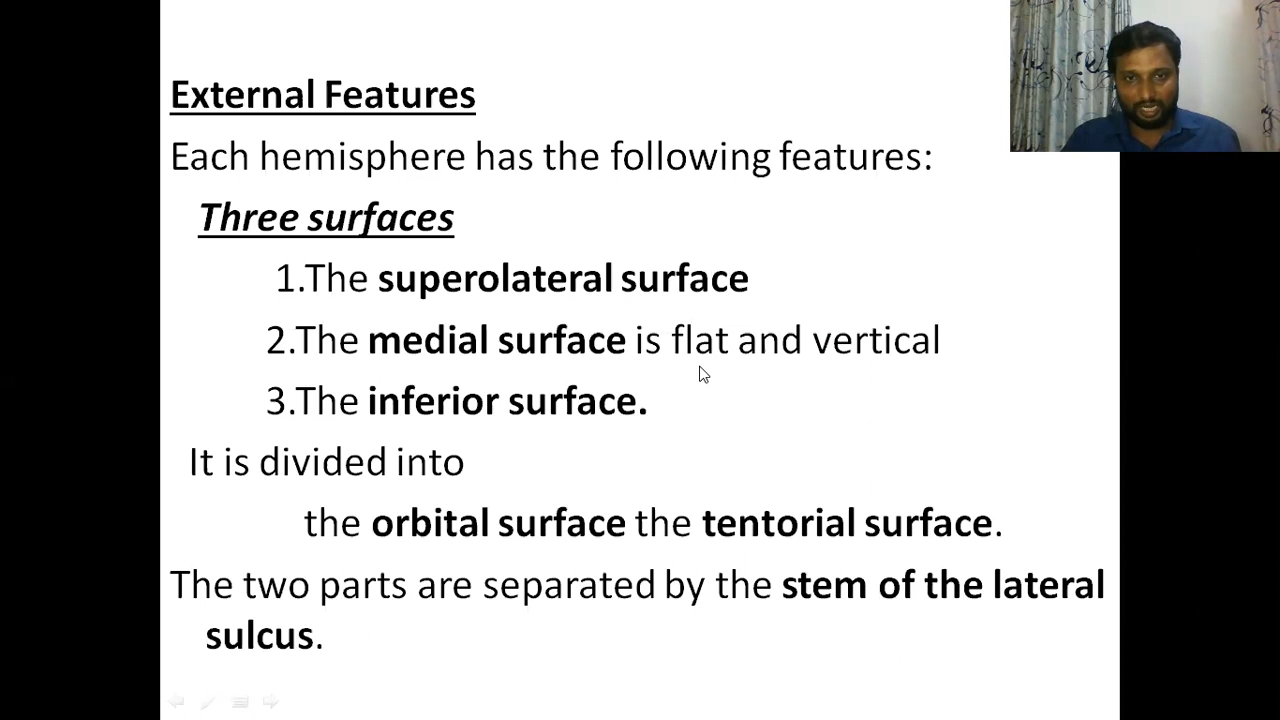 External Features
Each hemisphere has the following features:
Three surfaces
1.The superolateral surface
2.The medial surface is flat and vertical
3.The inferior surface.
It is divided into
the orbital surface the tentorial surface.
The two parts are separated by the stem of the lateral
sulcus.